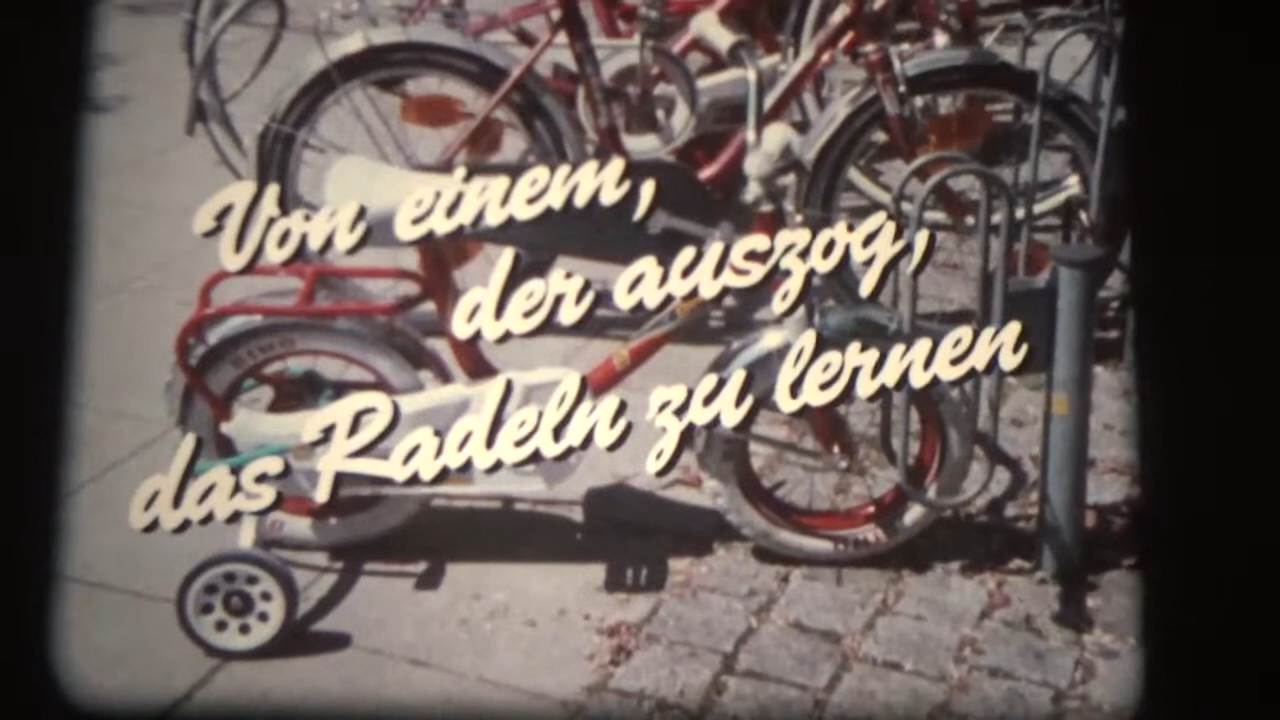 Von einem,
der auszog,
das Radeln zu lernen